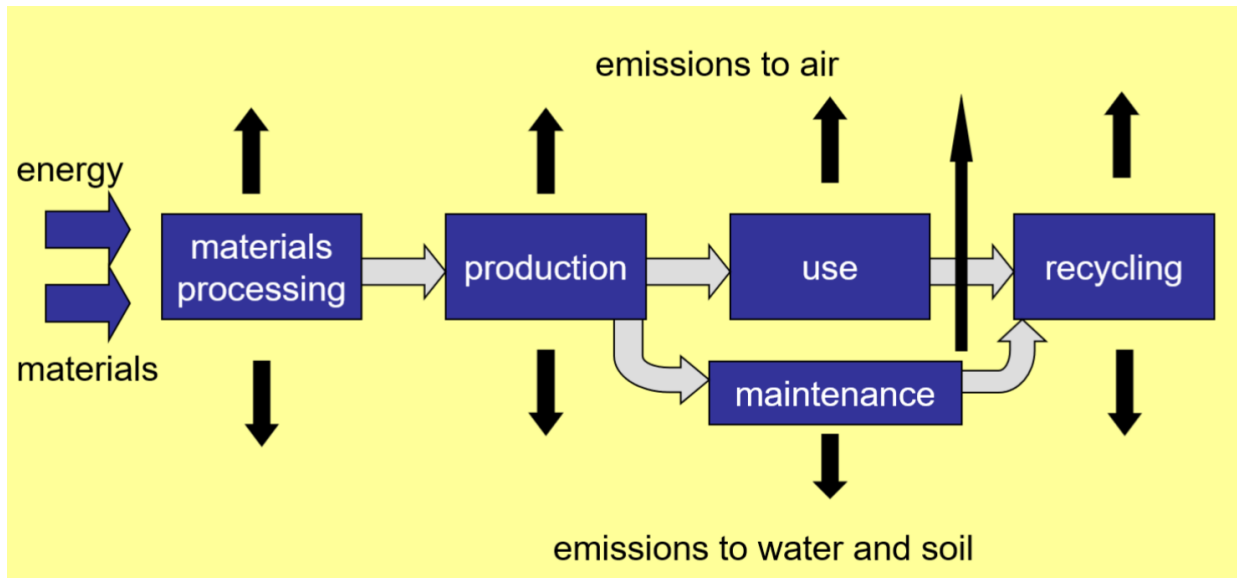 emissions to air
energy
materials
processing
production
use
recycling
materials
maintenance
emissions to water and soil